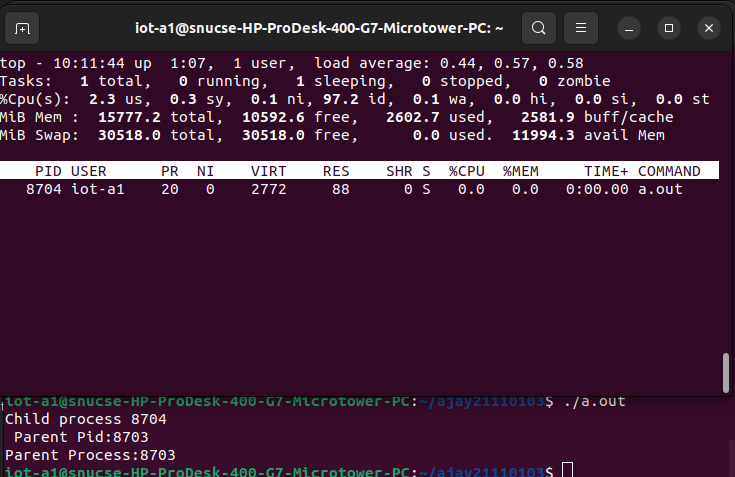 iot-a1@snucse-HP-ProDesk-400-G7-Microtower-PC: ~
top - 10:11:44 up  1:07,  1 user,  load average: 0.44, 0.57, 0.58
Tasks:   1 total,   0 running,   1 sleeping,   0 stopped,   0 zombie
%Cpu(s):  2.3 us,  0.3 sy,  0.1 ni, 97.2 id,  0.1 wa,  0.0 hi,  0.0 si,  0.0 st
MiB Mem :  15777.2 total,  10592.6 free,   2602.7 used,   2581.9 buff/cache
MiB Swap:  30518.0 total,  30518.0 free,      0.0 used.  11994.3 avail Mem
PID USER      PR  NI    VIRT    RES    SHR S  %CPU  %MEM     TIME+ COMMAND
8704 iot-a1    20   0    2772     88      0 S   0.0   0.0   0:00.00 a.out
iot-a1@snucse-HP-ProDesk-400-G7-Microtower-PC:~/ajay21110103$ ./a.out
Child process 8704
Parent Pid:8703
Parent Process:8703
iot-a1@snucse-HP-ProDesk-400-G7-Microtower-PC:~/ajay21110103$